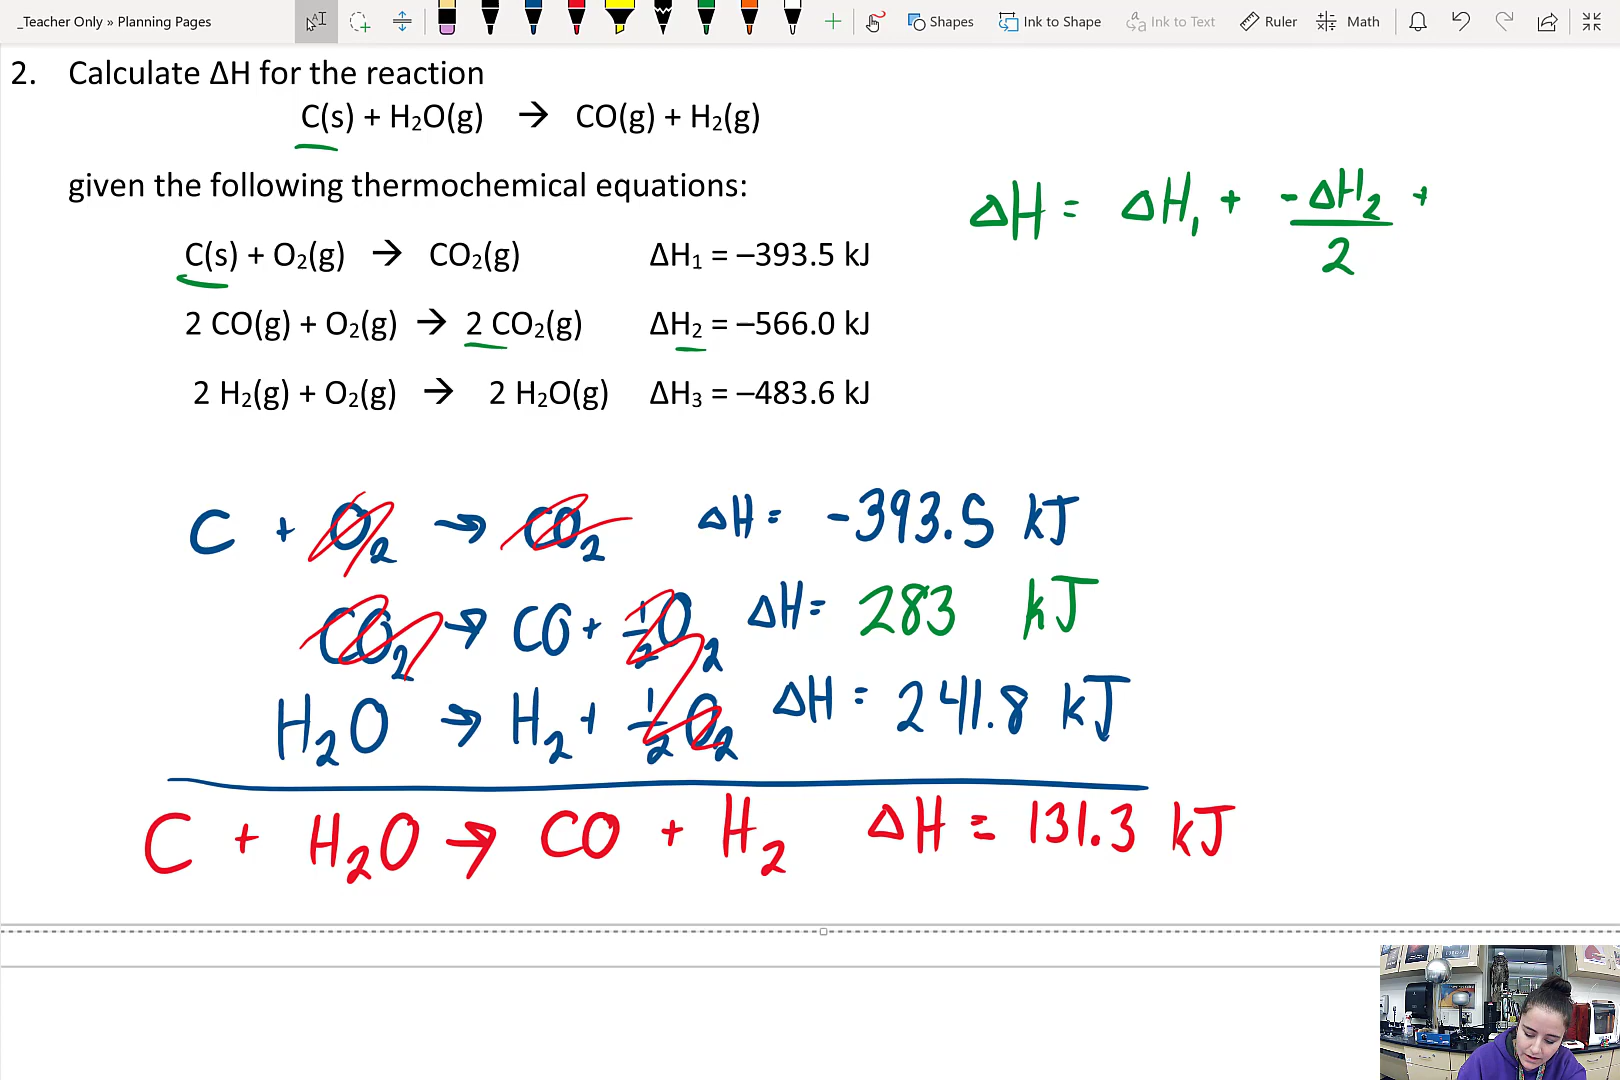 _Teacher Only » Planning Pages Shapes Ink to Shape Ink to Text Ruler Math
2. Calculate ΔH for the reaction
C(s) + H₂O(g) → CO(g) + H₂(g)
given the following thermochemical equations:
ΔH = ΔH₁ + -ΔH₂/2 +
C(s) + O₂(g) → CO₂(g) ΔH₁ = –393.5 kJ
2 CO(g) + O₂(g) → 2 CO₂(g) ΔH₂ = –566.0 kJ
2 H₂(g) + O₂(g) → 2 H₂O(g) ΔH₃ = –483.6 kJ
C + O₂ → CO₂ ΔH = -393.5 kJ
CO₂ → CO + ½O₂ ΔH = 283 kJ
H₂O → H₂ + ½O₂ ΔH = 241.8 kJ
C + H₂O → CO + H₂ ΔH = 131.3 kJ